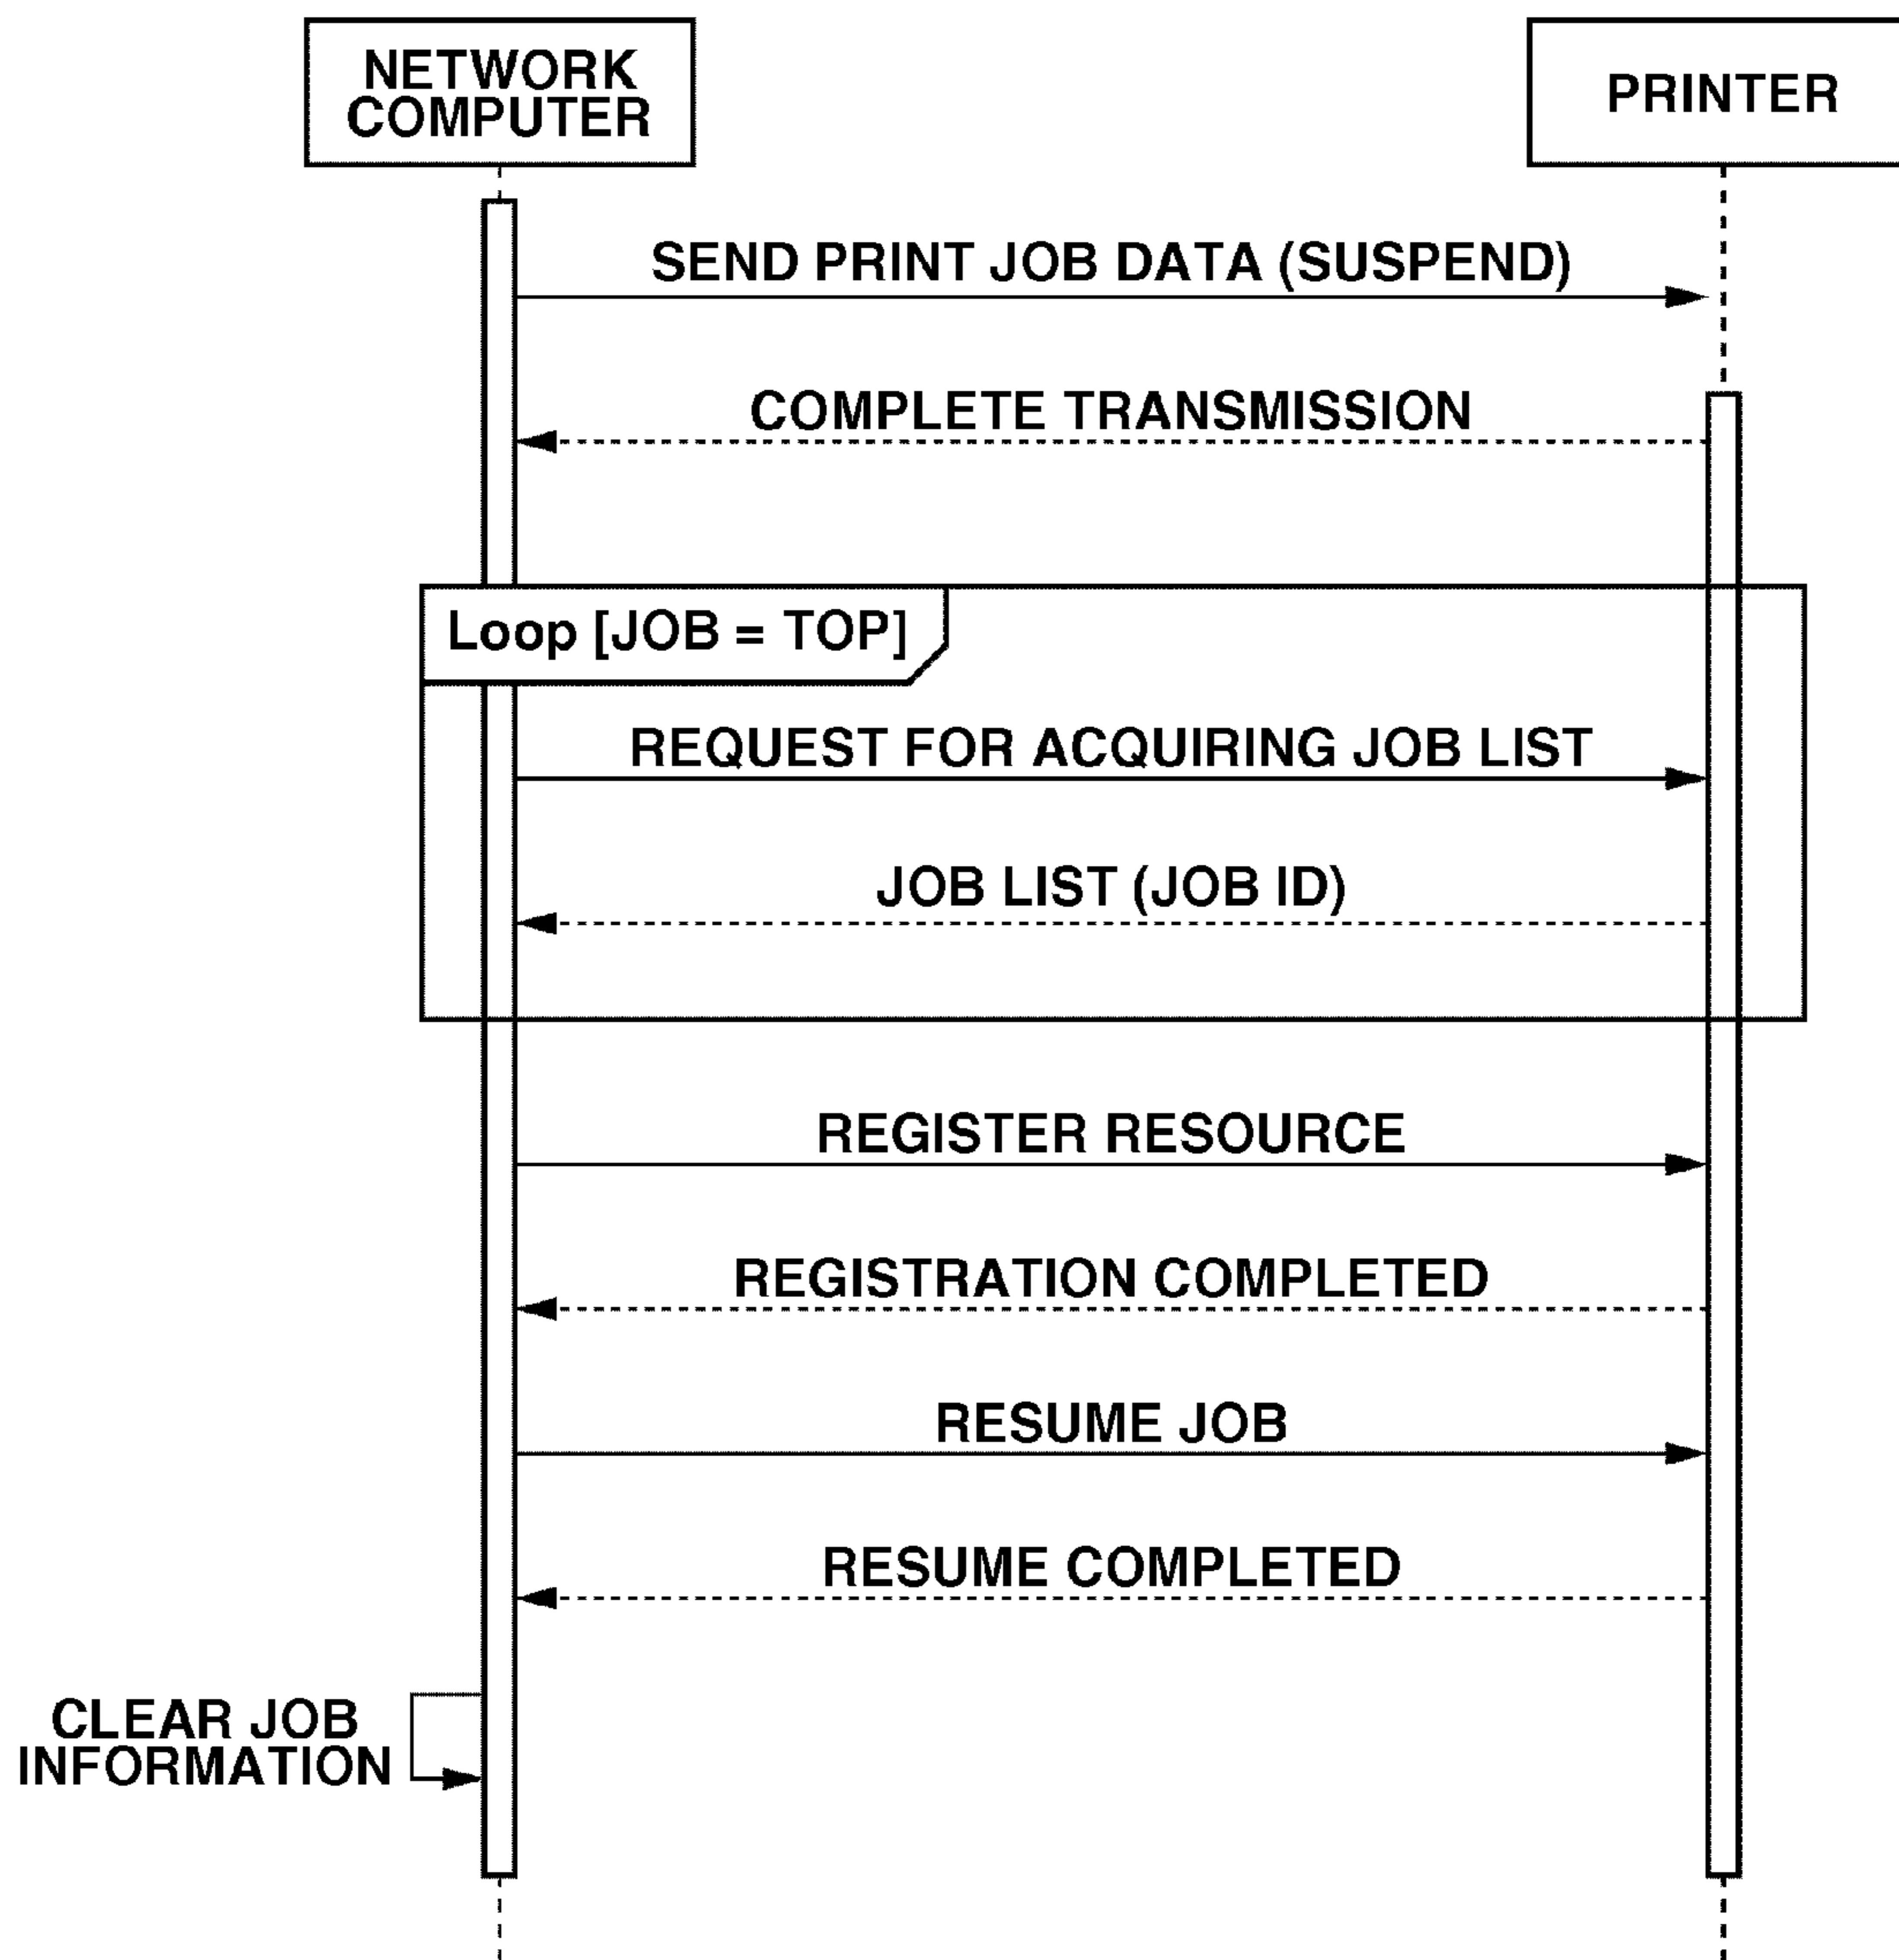 NETWORK
COMPUTER
PRINTER
SEND PRINT JOB DATA (SUSPEND)
COMPLETE TRANSMISSION
Loop [JOB = TOP]
REQUEST FOR ACQUIRING JOB LIST
JOB LIST (JOB ID)
REGISTER RESOURCE
REGISTRATION COMPLETED
RESUME JOB
RESUME COMPLETED
CLEAR JOB
INFORMATION